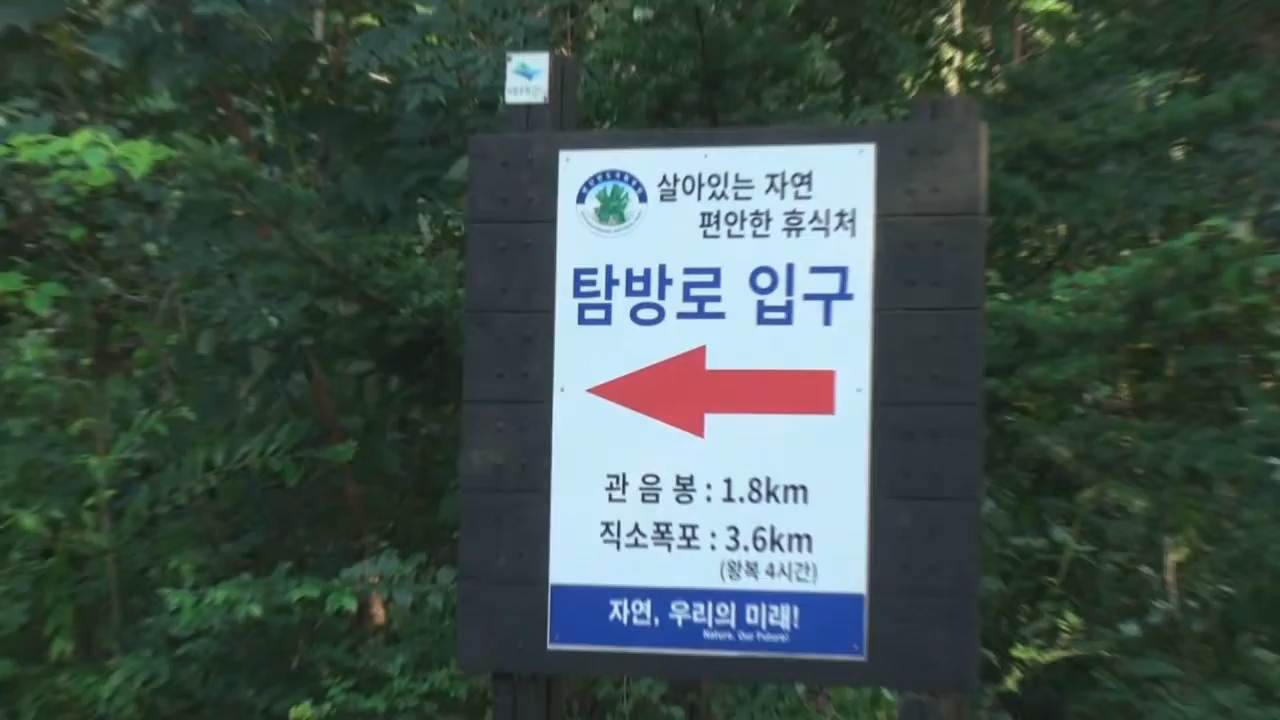 살아있는 자연
편안한 휴식처
탐방로 입구
관음봉 : 1.8km
직소폭포 : 3.6km
(왕복 4시간)
자연, 우리의 미래!
Nature, Our Future!